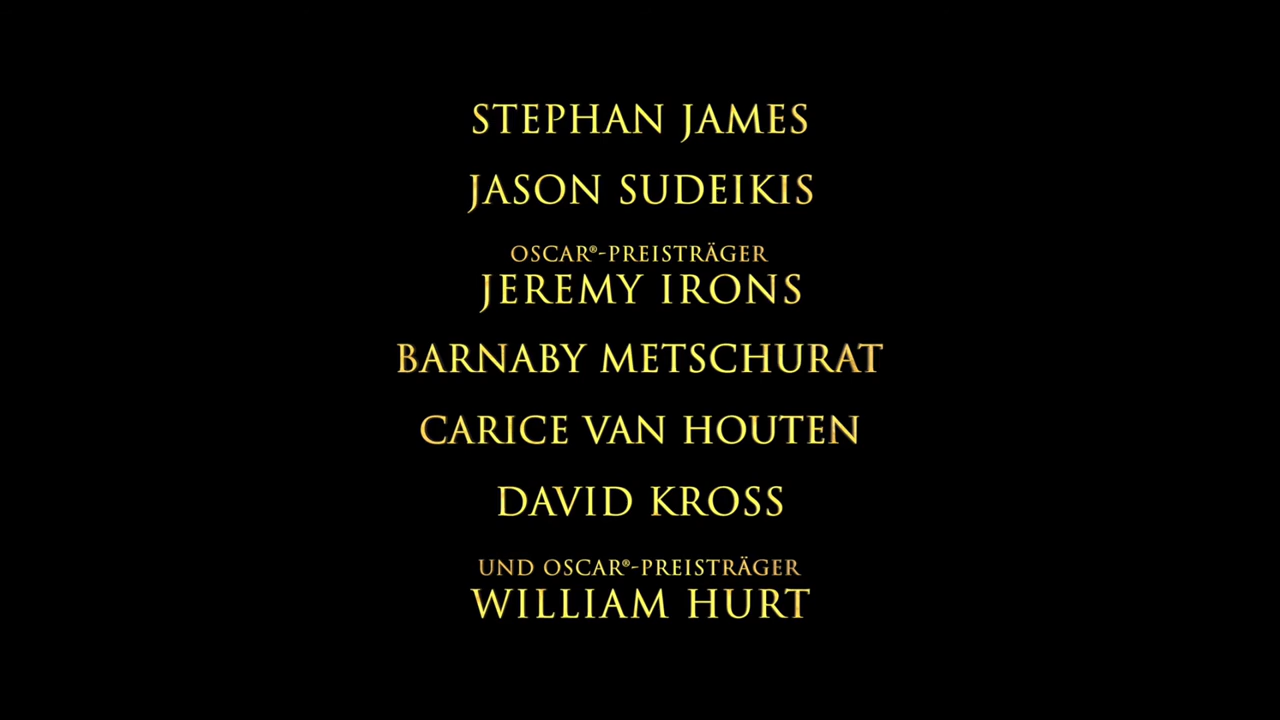 STEPHAN JAMES
JASON SUDEIKIS
OSCAR®-PREISTRÄGER
JEREMY IRONS
BARNABY METSCHURAT
CARICE VAN HOUTEN
DAVID KROSS
UND OSCAR®-PREISTRÄGER
WILLIAM HURT